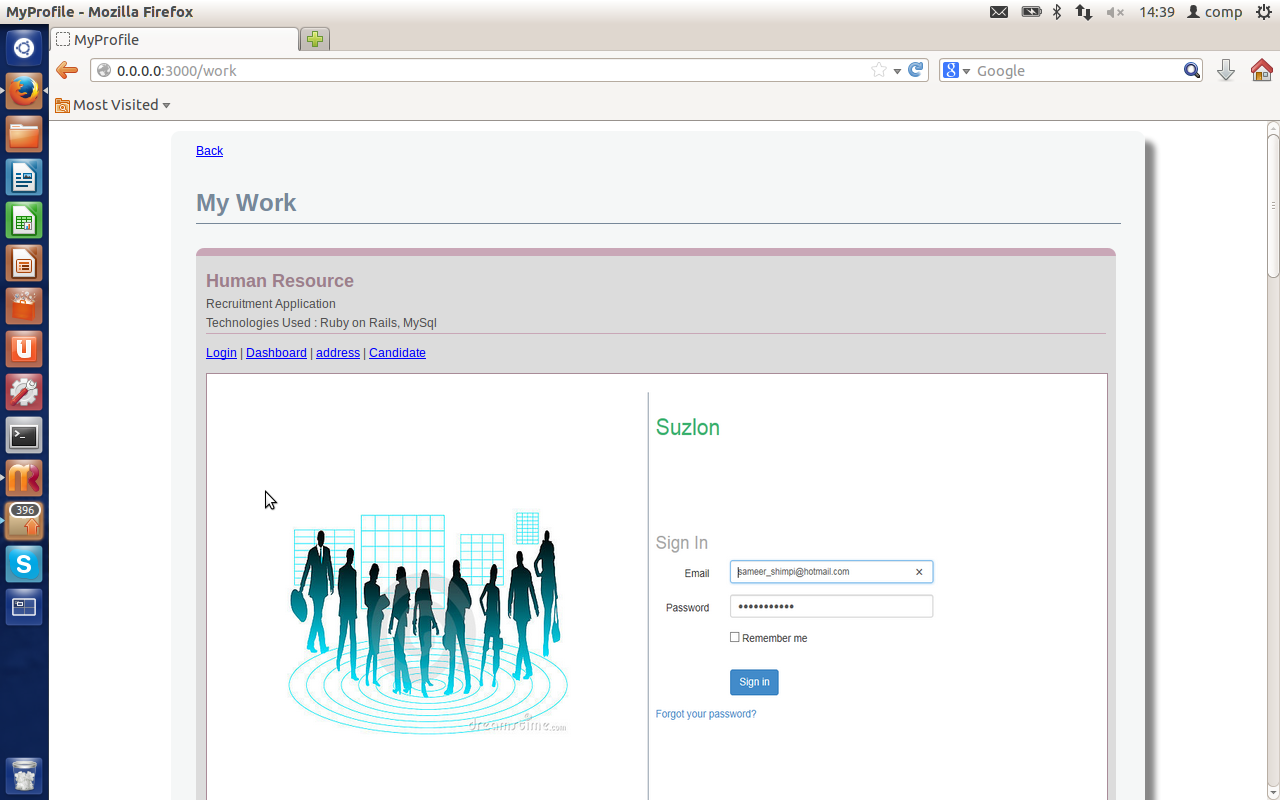 MyProfile - Mozilla Firefox
14:39 comp
MyProfile
0.0.0.0:3000/work
Google
Most Visited
Back
My Work
Human Resource
Recruitment Application
Technologies Used : Ruby on Rails, MySql
Login | Dashboard | address | Candidate
Suzlon
Sign In
Email sameer_shimpi@hotmail.com
Password
Remember me
Sign in
Forgot your password?
dreamstime.com
396